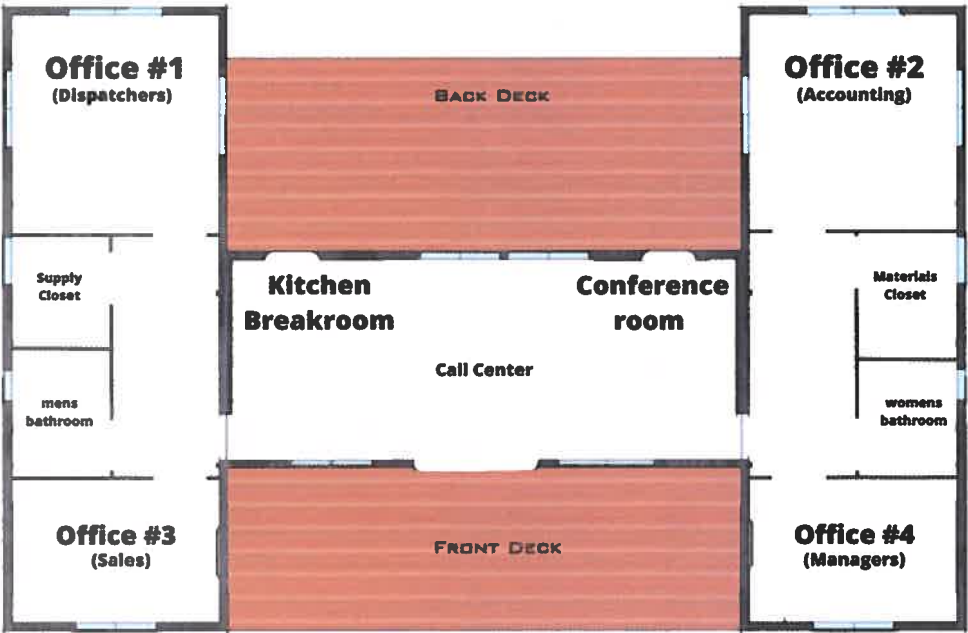 Office #1
(Dispatchers)
BACK DECK
Office #2
(Accounting)
Supply
Closet
Kitchen
Breakroom
Conference
room
Materials
Closet
Call Center
mens
bathroom
womens
bathroom
Office #3
(Sales)
FRONT DECK
Office #4
(Managers)